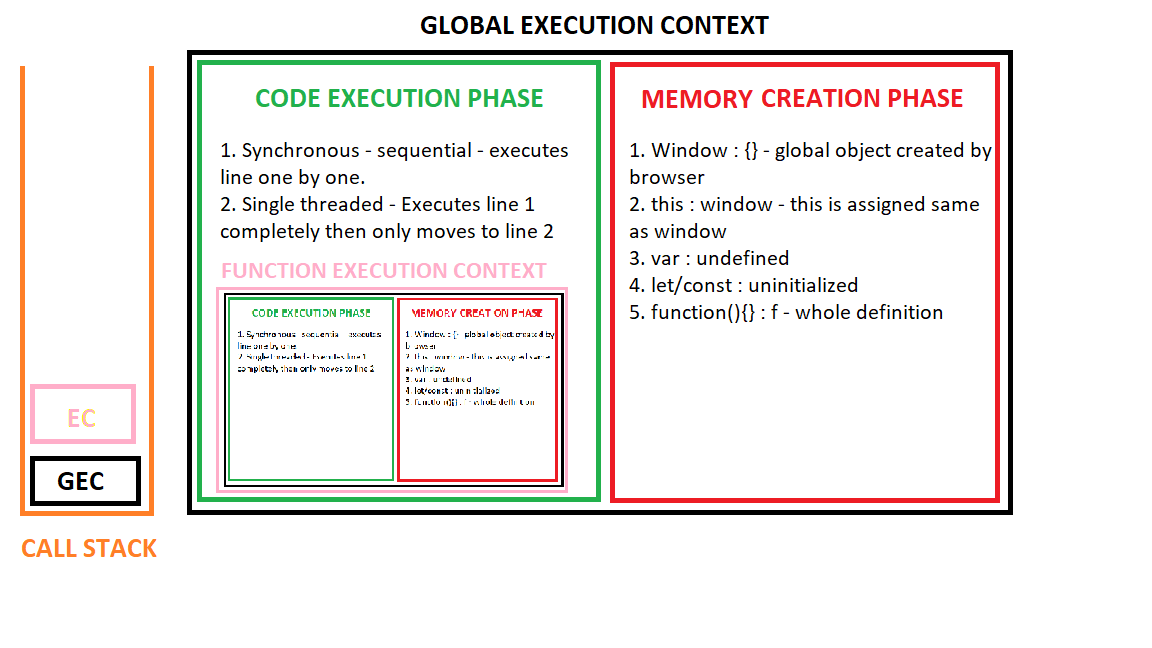 GLOBAL EXECUTION CONTEXT
CODE EXECUTION PHASE
1. Synchronous - sequential - executes
line one by one.
2. Single threaded - Executes line 1
completely then only moves to line 2
FUNCTION EXECUTION CONTEXT
CODE EXECUTION PHASE
1. Synchronous sequential executes
line one by one
2. Single threaded - Executes line 1
completely then only moves to line 2
MEMORY CREATION PHASE
1. Window : {} - global object created by
browser
2. this : window - this is assigned same
as window
3. var : undefined
4. let/const : uninitialized
5. function(){} : f - whole definition
MEMORY CREATION PHASE
1. Window : {} - global object created by
browser
2. this : window - this is assigned same
as window
3. var : undefined
4. let/const : uninitialized
5. function(){} : f - whole definition
EC
GEC
CALL STACK